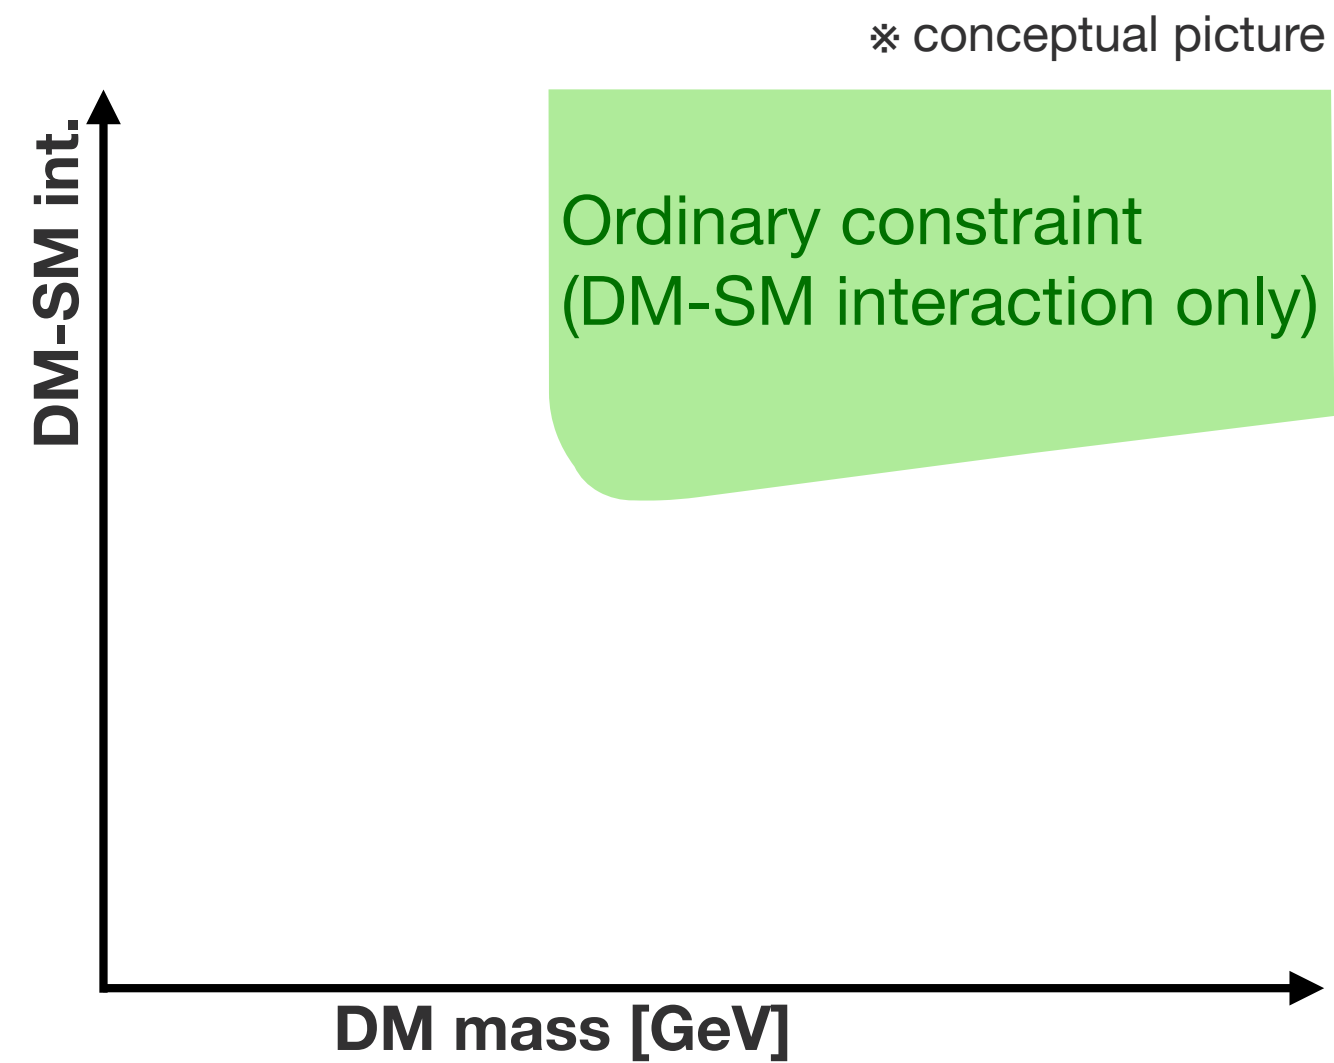 ※ conceptual picture
DM-SM int.
Ordinary constraint
(DM-SM interaction only)
DM mass [GeV]